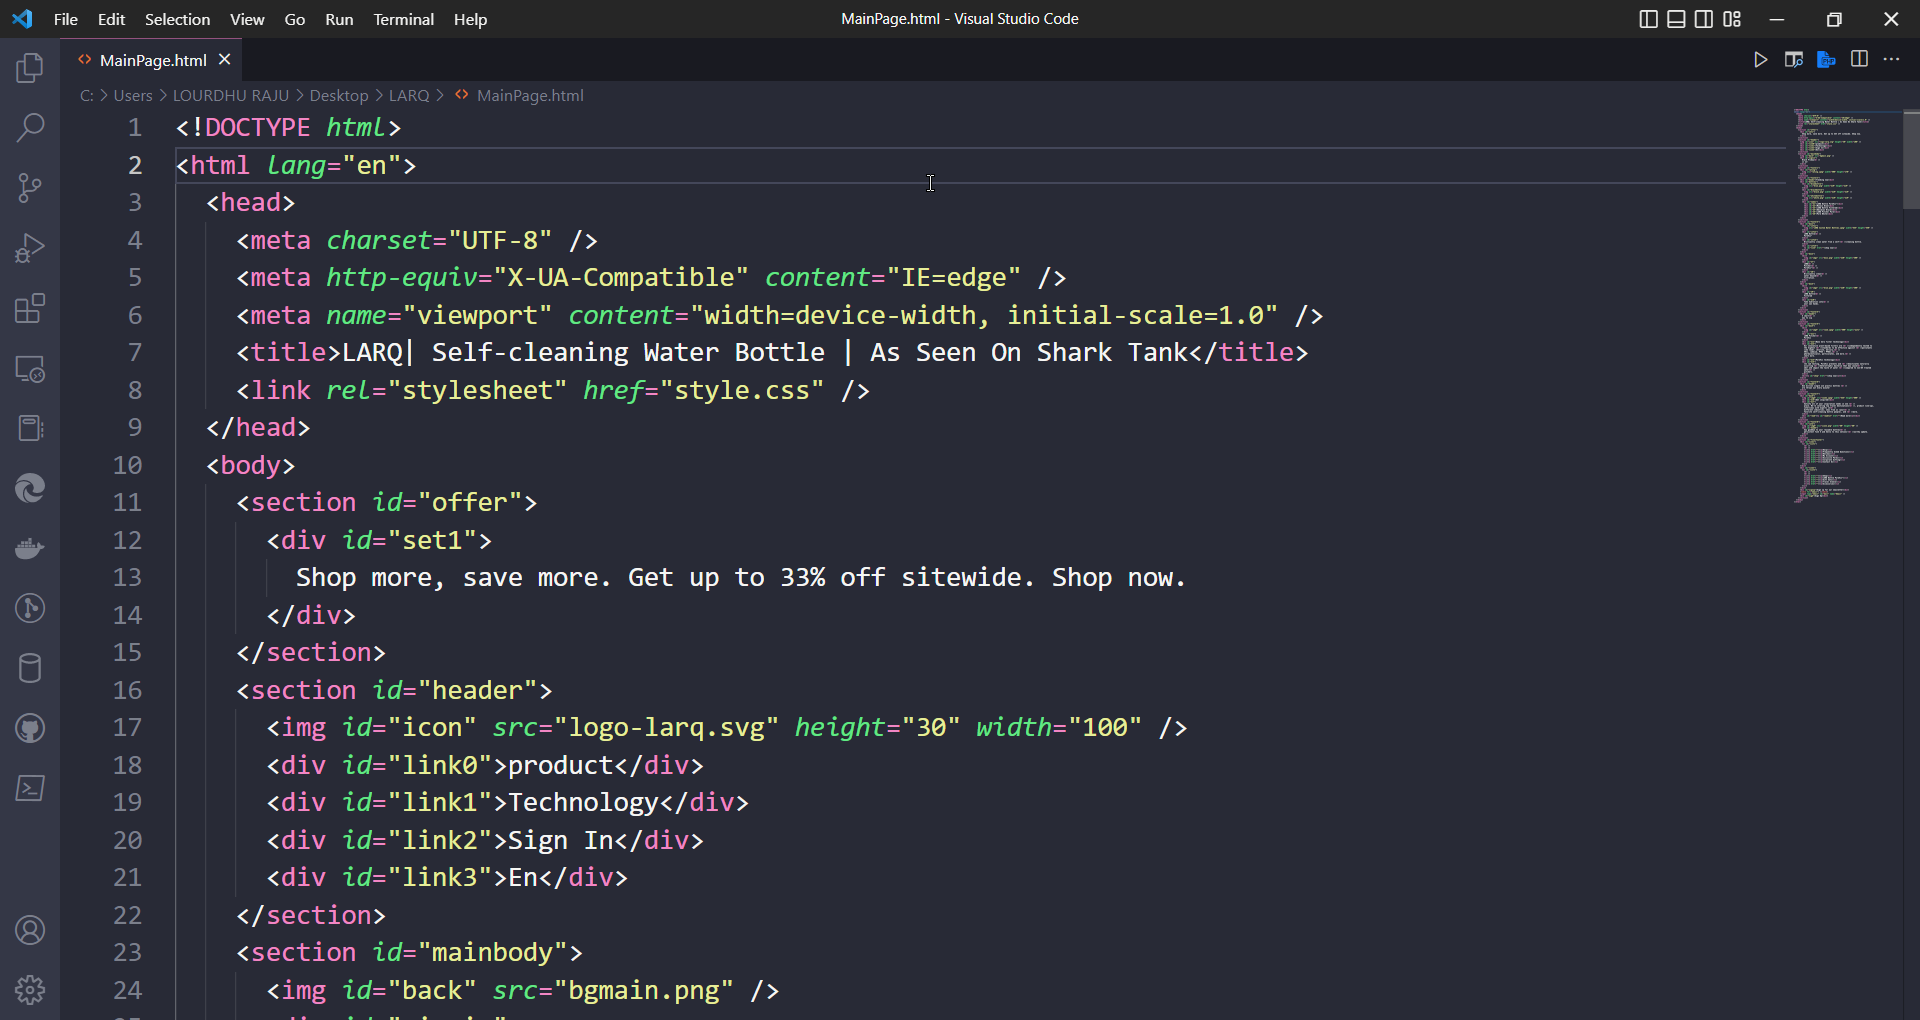 File Edit Selection View Go Run Terminal Help
MainPage.html - Visual Studio Code
MainPage.html
C: > Users > LOURDHU RAJU > Desktop > LARQ > MainPage.html
1 <!DOCTYPE html>
2 <html lang="en">
3 <head>
4 <meta charset="UTF-8" />
5 <meta http-equiv="X-UA-Compatible" content="IE=edge" />
6 <meta name="viewport" content="width=device-width, initial-scale=1.0" />
7 <title>LARQ| Self-cleaning Water Bottle | As Seen On Shark Tank</title>
8 <link rel="stylesheet" href="style.css" />
9 </head>
10 <body>
11 <section id="offer">
12 <div id="set1">
13 Shop more, save more. Get up to 33% off sitewide. Shop now.
14 </div>
15 </section>
16 <section id="header">
17 <img id="icon" src="logo-larq.svg" height="30" width="100" />
18 <div id="link0">product</div>
19 <div id="link1">Technology</div>
20 <div id="link2">Sign In</div>
21 <div id="link3">En</div>
22 </section>
23 <section id="mainbody">
24 <img id="back" src="bgmain.png" />